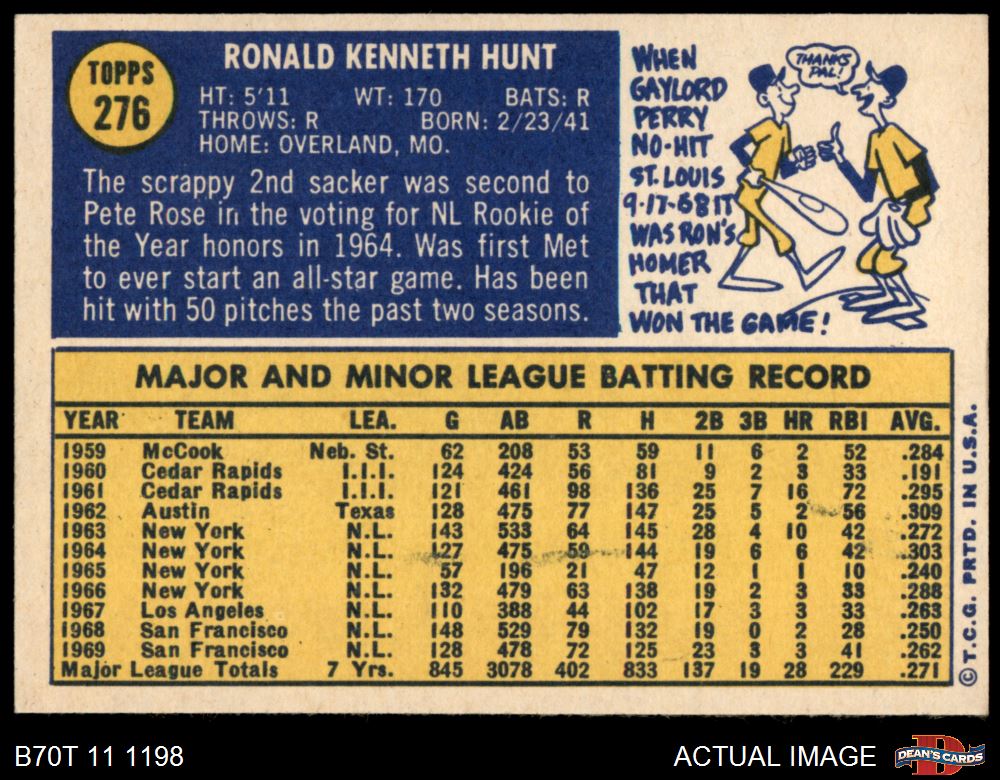 TOPPS
276
RONALD KENNETH HUNT
HT: 5'11 WT: 170 BATS: R
THROWS: R BORN: 2/23/41
HOME: OVERLAND, MO.
The scrappy 2nd sacker was second to
Pete Rose in the voting for NL Rookie of
the Year honors in 1964. Was first Met
to ever start an all-star game. Has been
hit with 50 pitches the past two seasons.
WHEN
GAYLORD
PERRY
NO-HIT
ST. LOUIS
9-17-68 IT
WAS RON'S
HOMER
THAT
WON THE GAME!
THANKS
PAL!
MAJOR AND MINOR LEAGUE BATTING RECORD
YEAR TEAM LEA. G AB R H 2B 3B HR RBI AVG.
1959 McCook Neb. St. 62 208 53 59 11 6 2 52 .284
1960 Cedar Rapids I.I.I. 124 424 56 81 9 2 3 33 .191
1961 Cedar Rapids I.I.I. 121 461 98 136 25 7 16 72 .295
1962 Austin Texas 128 475 77 147 25 5 2 56 .309
1963 New York N.L. 143 533 64 145 28 4 10 42 .272
1964 New York N.L. 127 475 59 144 19 6 6 42 .303
1965 New York N.L. 57 196 21 47 12 1 1 10 .240
1966 New York N.L. 132 479 63 138 19 2 3 33 .288
1967 Los Angeles N.L. 110 388 44 102 17 3 3 33 .263
1968 San Francisco N.L. 148 529 79 132 19 0 2 28 .250
1969 San Francisco N.L. 128 478 72 125 23 3 3 41 .262
Major League Totals 7 Yrs. 845 3078 402 833 137 19 28 229 .271
© T.C.G. PRTD. IN U.S.A.
B70T 11 1198
ACTUAL IMAGE
DEAN'S CARDS